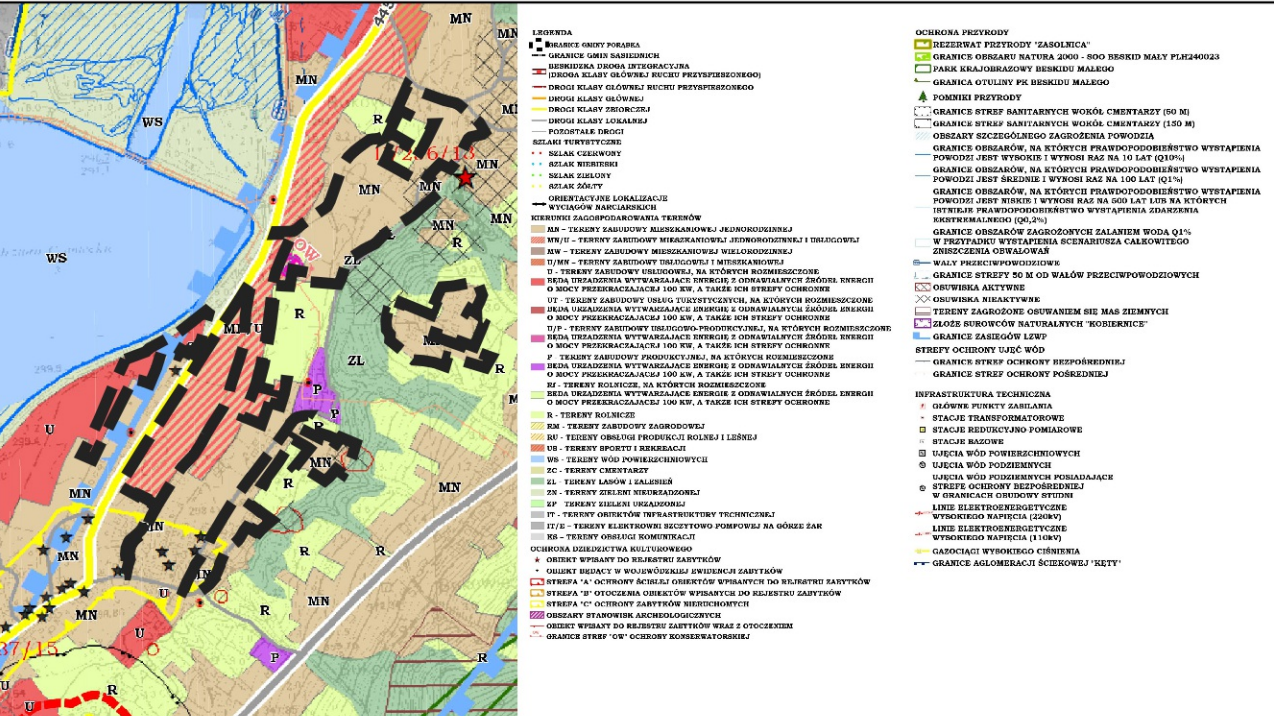 LEGENDA
GRANICE GMINY PORĄBKA
GRANICE GMIN SĄSIEDNICH
BESKIDZKA DROGA INTEGRACYJNA
(DROGA KLASY GŁÓWNEJ RUCHU PRZYSPIESZONEGO)
DROGI KLASY GŁÓWNEJ RUCHU PRZYSPIESZONEGO
DROGI KLASY GŁÓWNEJ
DROGI KLASY ZBIORCZEJ
DROGI KLASY LOKALNEJ
POZOSTAŁE DROGI
SZLAKI TURYSTYCZNE
SZLAK CZERWONY
SZLAK NIEBIESKI
SZLAK ZIELONY
SZLAK ŻÓŁTY
ORIENTACYJNE LOKALIZACJE
WYCIĄGÓW NARCIARSKICH
KIERUNKI ZAGOSPODAROWANIA TERENÓW
MN – TERENY ZABUDOWY MIESZKANIOWEJ JEDNORODZINNEJ
MN/U – TERENY ZABUDOWY MIESZKANIOWEJ JEDNORODZINNEJ I USŁUGOWEJ
MW – TERENY ZABUDOWY MIESZKANIOWEJ WIELORODZINNEJ
U/MN – TERENY ZABUDOWY USŁUGOWEJ I MIESZKANIOWEJ
U - TERENY ZABUDOWY USŁUGOWEJ, NA KTÓRYCH ROZMIESZCZONE
BĘDĄ URZĄDZENIA WYTWARZAJĄCE ENERGIĘ Z ODNAWIALNYCH ŹRÓDEŁ ENERGII
O MOCY PRZEKRACZAJĄCEJ 100 KW, A TAKŻE ICH STREFY OCHRONNE
UT - TERENY ZABUDOWY USŁUG TURYSTYCZNYCH, NA KTÓRYCH ROZMIESZCZONE
BĘDĄ URZĄDZENIA WYTWARZAJĄCE ENERGIĘ Z ODNAWIALNYCH ŹRÓDEŁ ENERGII
O MOCY PRZEKRACZAJĄCEJ 100 KW, A TAKŻE ICH STREFY OCHRONNE
U/P - TERENY ZABUDOWY USŁUGOWO-PRODUKCYJNEJ, NA KTÓRYCH ROZMIESZCZONE
BĘDĄ URZĄDZENIA WYTWARZAJĄCE ENERGIĘ Z ODNAWIALNYCH ŹRÓDEŁ ENERGII
O MOCY PRZEKRACZAJĄCEJ 100 KW, A TAKŻE ICH STREFY OCHRONNE
P - TERENY ZABUDOWY PRODUKCYJNEJ, NA KTÓRYCH ROZMIESZCZONE
BĘDĄ URZĄDZENIA WYTWARZAJĄCE ENERGIĘ Z ODNAWIALNYCH ŹRÓDEŁ ENERGII
O MOCY PRZEKRACZAJĄCEJ 100 KW, A TAKŻE ICH STREFY OCHRONNE
Rf - TERENY ROLNICZE, NA KTÓRYCH ROZMIESZCZONE
BĘDĄ URZĄDZENIA WYTWARZAJĄCE ENERGIĘ Z ODNAWIALNYCH ŹRÓDEŁ ENERGII
O MOCY PRZEKRACZAJĄCEJ 100 KW, A TAKŻE ICH STREFY OCHRONNE
R - TERENY ROLNICZE
RM - TERENY ZABUDOWY ZAGRODOWEJ
RU - TERENY OBSŁUGI PRODUKCJI ROLNEJ I LEŚNEJ
US - TERENY SPORTU I REKREACJI
WS - TERENY WÓD POWIERZCHNIOWYCH
ZC - TERENY CMENTARZY
ZL - TERENY LASÓW I ZALESIEŃ
ZN - TERENY ZIELENI NIEURZĄDZONEJ
ZP - TERENY ZIELENI URZĄDZONEJ
IT - TERENY OBIEKTÓW INFRASTRUKTURY TECHNICZNEJ
IT/E – TERENY ELEKTROWNI SZCZYTOWO POMPOWEJ NA GÓRZE ŻAR
KS – TERENY OBSŁUGI KOMUNIKACJI
OCHRONA DZIEDZICTWA KULTUROWEGO
OBIEKT WPISANY DO REJESTRU ZABYTKÓW
OBIEKT BĘDĄCY W WOJEWÓDZKIEJ EWIDENCJI ZABYTKÓW
STREFA "A" OCHRONY ŚCISŁEJ OBIEKTÓW WPISANYCH DO REJESTRU ZABYTKÓW
STREFA "B" OTOCZENIA OBIEKTÓW WPISANYCH DO REJESTRU ZABYTKÓW
STREFA "C" OCHRONY ZABYTKÓW NIERUCHOMYCH
OBSZARY STANOWISK ARCHEOLOGICZNYCH
OBIEKT WPISANY DO REJESTRU ZABYTKÓW WRAZ Z OTOCZENIEM
GRANICE STREF "OW" OCHRONY KONSERWATORSKIEJ
OCHRONA PRZYRODY
REZERWAT PRZYRODY "ZASOLNICA"
GRANICE OBSZARU NATURA 2000 - SOO BESKID MAŁY PLH240023
PARK KRAJOBRAZOWY BESKIDU MAŁEGO
GRANICA OTULINY PK BESKIDU MAŁEGO
POMNIKI PRZYRODY
GRANICE STREF SANITARNYCH WOKÓŁ CMENTARZY (50 M)
GRANICE STREF SANITARNYCH WOKÓŁ CMENTARZY (150 M)
OBSZARY SZCZEGÓLNEGO ZAGROŻENIA POWODZIĄ
GRANICE OBSZARÓW, NA KTÓRYCH PRAWDOPODOBIEŃSTWO WYSTĄPIENIA
POWODZI JEST WYSOKIE I WYNOSI RAZ NA 10 LAT (Q10%)
GRANICE OBSZARÓW, NA KTÓRYCH PRAWDOPODOBIEŃSTWO WYSTĄPIENIA
POWODZI JEST ŚREDNIE I WYNOSI RAZ NA 100 LAT (Q1%)
GRANICE OBSZARÓW, NA KTÓRYCH PRAWDOPODOBIEŃSTWO WYSTĄPIENIA
POWODZI JEST NISKIE I WYNOSI RAZ NA 500 LAT LUB NA KTÓRYCH
ISTNIEJE PRAWDOPODOBIEŃSTWO WYSTĄPIENIA ZDARZENIA
EKSTREMALNEJ (Q0,2%)
GRANICE OBSZARÓW ZAGROŻONYCH ZALANIEM WODĄ Q1%
W PRZYPADKU WYSTĄPIENIA SCENARIUSZA CAŁKOWITEGO
ZNISZCZENIA OBWAŁOWAŃ
WAŁY PRZECIWPOWODZIOWE
GRANICE STREFY 50 M OD WAŁÓW PRZECIWPOWODZIOWYCH
OSUWISKA AKTYWNE
OSUWISKA NIEAKTYWNE
TERENY ZAGROŻONE OSUWANIEM SIĘ MAS ZIEMNYCH
ZŁOŻE SUROWCÓW NATURALNYCH "KOBIERNICE"
GRANICE ZASIĘGÓW LZWP
STREFY OCHRONY UJĘĆ WÓD
GRANICE STREF OCHRONY BEZPOŚREDNIEJ
GRANICE STREF OCHRONY POŚREDNIEJ
INFRASTRUKTURA TECHNICZNA
GŁÓWNE PUNKTY ZASILANIA
STACJE TRANSFORMATOROWE
STACJE REDUKCYJNO-POMIAROWE
STACJE BAZOWE
UJĘCIA WÓD POWIERZCHNIOWYCH
UJĘCIA WÓD PODZIEMNYCH
UJĘCIA WÓD PODZIEMNYCH POSIADAJĄCE
STREFĘ OCHRONY BEZPOŚREDNIEJ
W GRANICACH OBUDOWY STUDNI
LINIE ELEKTROENERGETYCZNE
WYSOKIEGO NAPIĘCIA (220kV)
LINIE ELEKTROENERGETYCZNE
WYSOKIEGO NAPIĘCIA (110kV)
GAZOCIĄGI WYSOKIEGO CIŚNIENIA
GRANICE AGLOMERACJI ŚCIEKOWEJ "KĘTY"
MN
MN
WS
R
MN
MN
MN
MN
MN
R
WS
OW
ZL
R
U
ZL
R
P
P
U
MN
R
MN
MN
MN
R
R
U
MN
MN
R
U
37/15
P
R
R
U
U